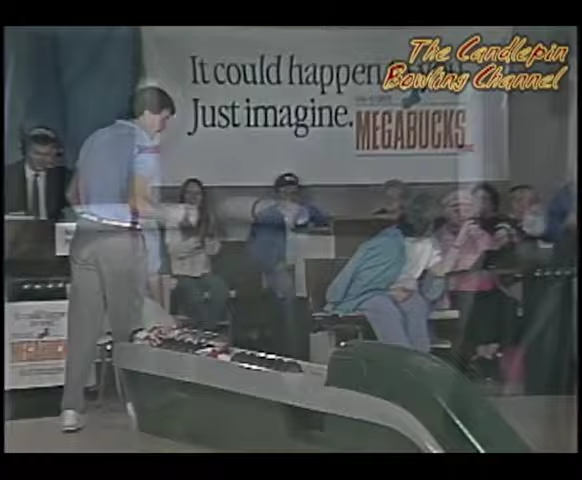 The Candlepin
Bowling Channel
It could happen
Just imagine.
MEGABUCKS